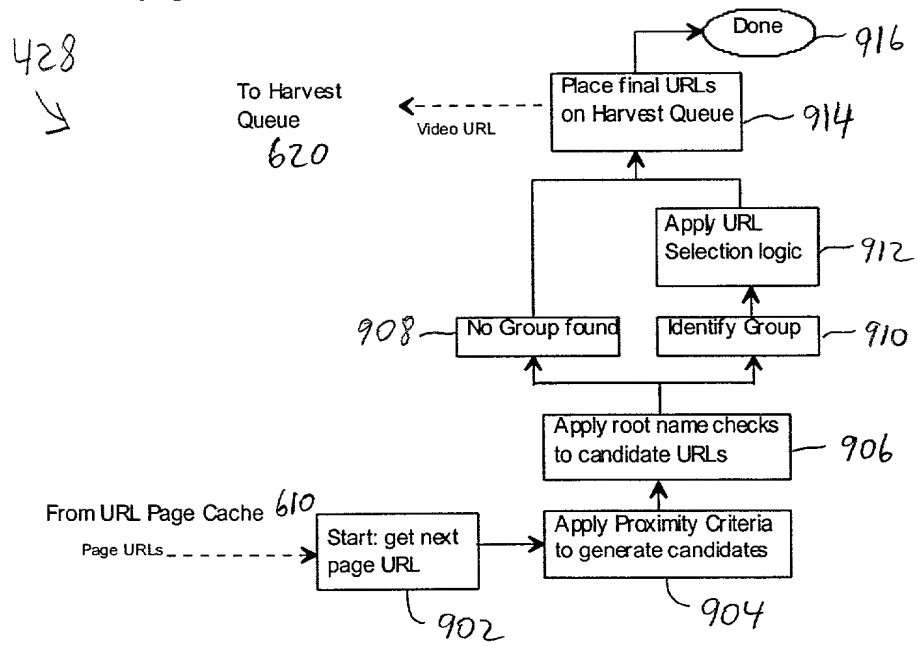 Done
916
428
To Harvest
Queue
620
Video URL
Place final URLs
on Harvest Queue
914
Apply URL
Selection logic
912
908
No Group found
Identify Group
910
Apply root name checks
to candidate URLs
906
From URL Page Cache 610
Page URLs
Start: get next
page URL
902
Apply Proximity Criteria
to generate candidates
904